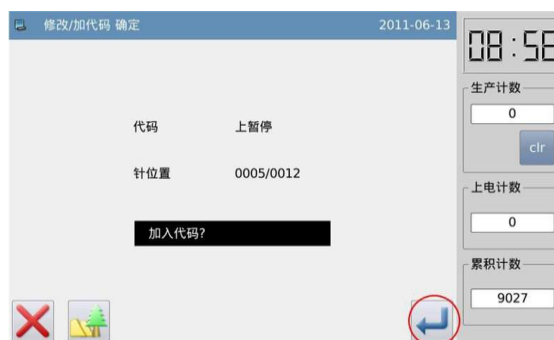 修改/加代码 确定 2011-06-13
代码 上暂停
针位置 0005/0012
加入代码?
生产计数
0
clr
上电计数
0
累积计数
9027